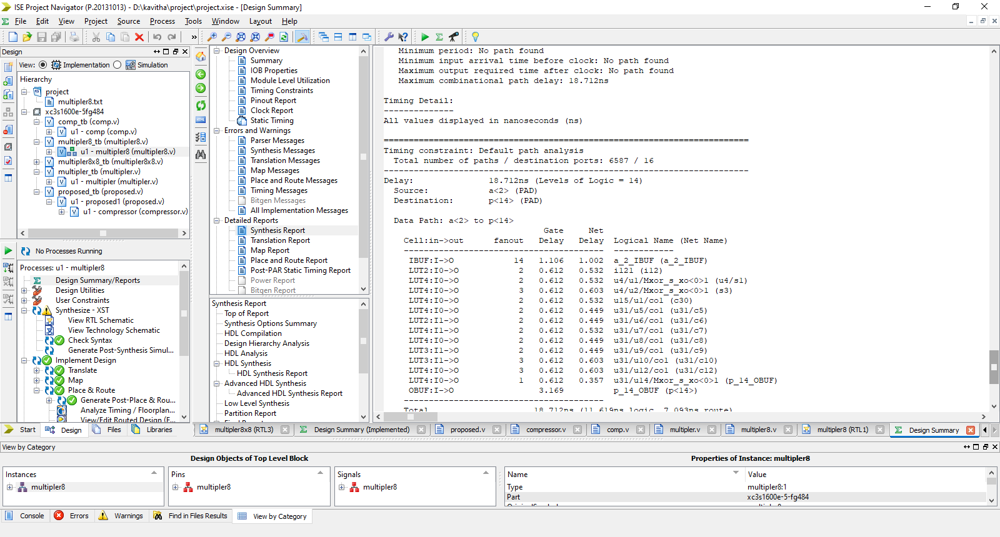 ISE Project Navigator (P.20131013) - D:\kavitha\project\project.xise - [Design Summary]
File Edit View Project Source Process Tools Window Layout Help
Design
View: Implementation Simulation
Hierarchy
project
multipler8.txt
xc3s1600e-5fg484
comp_tb (comp.v)
u1 - comp (comp.v)
multipler8_tb (multipler8.v)
u1 - multipler8 (multipler8.v)
multipler8x8_tb (multipler8x8.v)
multipler_tb (multipler.v)
u1 - multipler (multipler.v)
proposed_tb (proposed.v)
u1 - proposed1 (proposed.v)
u1 - compressor (compressor.v)
No Processes Running
Processes: u1 - multipler8
Design Summary/Reports
Design Utilities
User Constraints
Synthesize - XST
View RTL Schematic
View Technology Schematic
Check Syntax
Generate Post-Synthesis Simul...
Implement Design
Translate
Map
Place & Route
Generate Post-Place & Rou...
Analyze Timing / Floorplan...
View/Edit Routed Design (F...
Start Design Files Libraries
Design Overview
Summary
IOB Properties
Module Level Utilization
Timing Constraints
Pinout Report
Clock Report
Static Timing
Errors and Warnings
Parser Messages
Synthesis Messages
Translation Messages
Map Messages
Place and Route Messages
Timing Messages
Bitgen Messages
All Implementation Messages
Detailed Reports
Synthesis Report
Translation Report
Map Report
Place and Route Report
Post-PAR Static Timing Report
Power Report
Bitgen Report
Synthesis Report
Top of Report
Synthesis Options Summary
HDL Compilation
Design Hierarchy Analysis
HDL Analysis
HDL Synthesis
HDL Synthesis Report
Advanced HDL Synthesis
Advanced HDL Synthesis Report
Low Level Synthesis
Partition Report
Minimum period: No path found
Minimum input arrival time before clock: No path found
Maximum output required time after clock: No path found
Maximum combinational path delay: 18.712ns
Timing Detail:
--------------
All values displayed in nanoseconds (ns)
=========================================================================
Timing constraint: Default path analysis
Total number of paths / destination ports: 6587 / 16
-------------------------------------------------------------------------
Delay: 18.712ns (Levels of Logic = 14)
Source: a<2> (PAD)
Destination: p<14> (PAD)
Data Path: a<2> to p<14>
Gate Net
Cell:in->out fanout Delay Delay Logical Name (Net Name)
---------------------------------------- ------------
IBUF:I->O 14 1.106 1.002 a_2_IBUF (a_2_IBUF)
LUT2:I0->O 2 0.612 0.532 i121 (i12)
LUT4:I0->O 2 0.612 0.532 u4/u1/Mxor_s_xo<0>1 (u4/s1)
LUT4:I0->O 3 0.612 0.603 u4/u2/Mxor_s_xo<0>1 (s3)
LUT4:I0->O 2 0.612 0.532 u15/u1/co1 (c30)
LUT4:I0->O 2 0.612 0.449 u31/u5/co1 (u31/c5)
LUT2:I1->O 2 0.612 0.449 u31/u6/co1 (u31/c6)
LUT4:I1->O 2 0.612 0.532 u31/u7/co1 (u31/c7)
LUT4:I0->O 2 0.612 0.449 u31/u8/co1 (u31/c8)
LUT3:I1->O 2 0.612 0.449 u31/u9/co1 (u31/c9)
LUT3:I1->O 3 0.612 0.603 u31/u10/co1 (u31/c10)
LUT4:I0->O 3 0.612 0.603 u31/u12/co1 (u31/c12)
LUT4:I0->O 1 0.612 0.357 u31/u14/Mxor_s_xo<0>1 (p_14_OBUF)
OBUF:I->O 3.169 p_14_OBUF (p<14>)
----------------------------------------
Total 18.712ns (11.619ns logic, 7.093ns route)
multipler8x8 (RTL3) Design Summary (Implemented) proposed.v compressor.v comp.v multipler.v multipler8.v multipler8 (RTL1) Design Summary
View by Category
Design Objects of Top Level Block
Properties of Instance: multipler8
Instances Pins Signals Name Value
multipler8 multipler8 multipler8 Type multipler8:1
Part xc3s1600e-5-fg484
Console Errors Warnings Find in Files Results View by Category